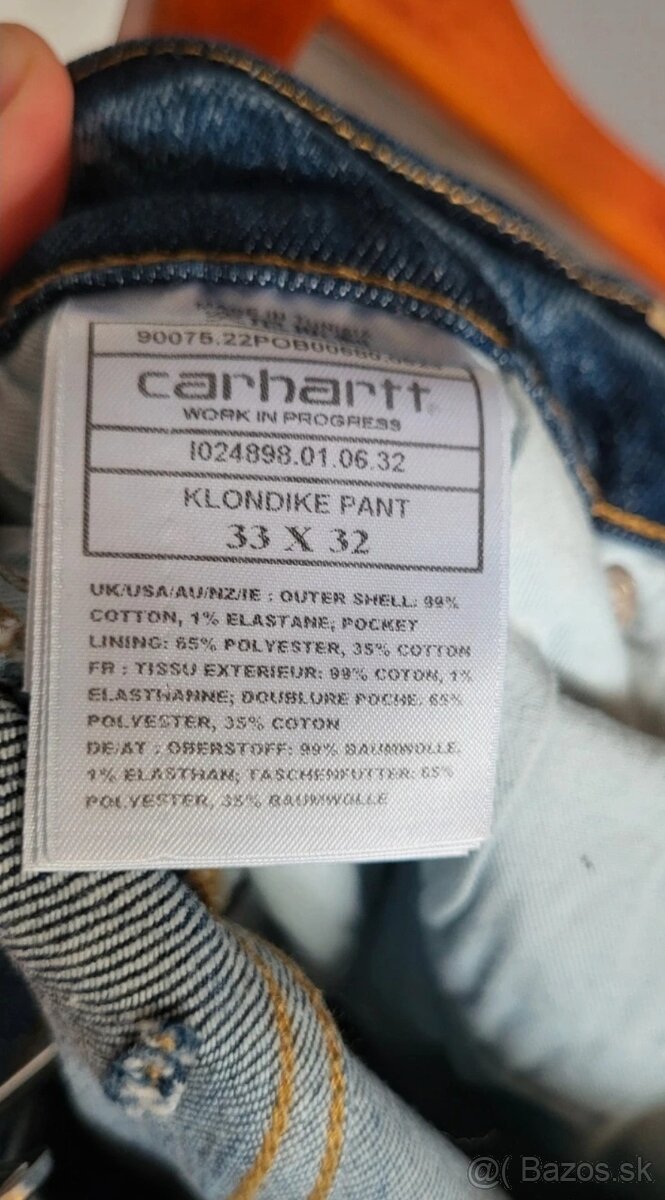 90075.22POB00680
carhartt
WORK IN PROGRESS
I024898.01.06.32
KLONDIKE PANT
33 X 32
UK/USA/AU/NZ/IE : OUTER SHELL: 99%
COTTON, 1% ELASTANE; POCKET
LINING: 65% POLYESTER, 35% COTTON
FR : TISSU EXTERIEUR: 99% COTON, 1%
ELASTHANNE; DOUBLURE POCHE: 65%
POLYESTER, 35% COTON
DE/AT : OBERSTOFF: 99% BAUMWOLLE,
1% ELASTHAN; TASCHENFUTTER: 65%
POLYESTER, 35% BAUMWOLLE
@( Bazos.sk